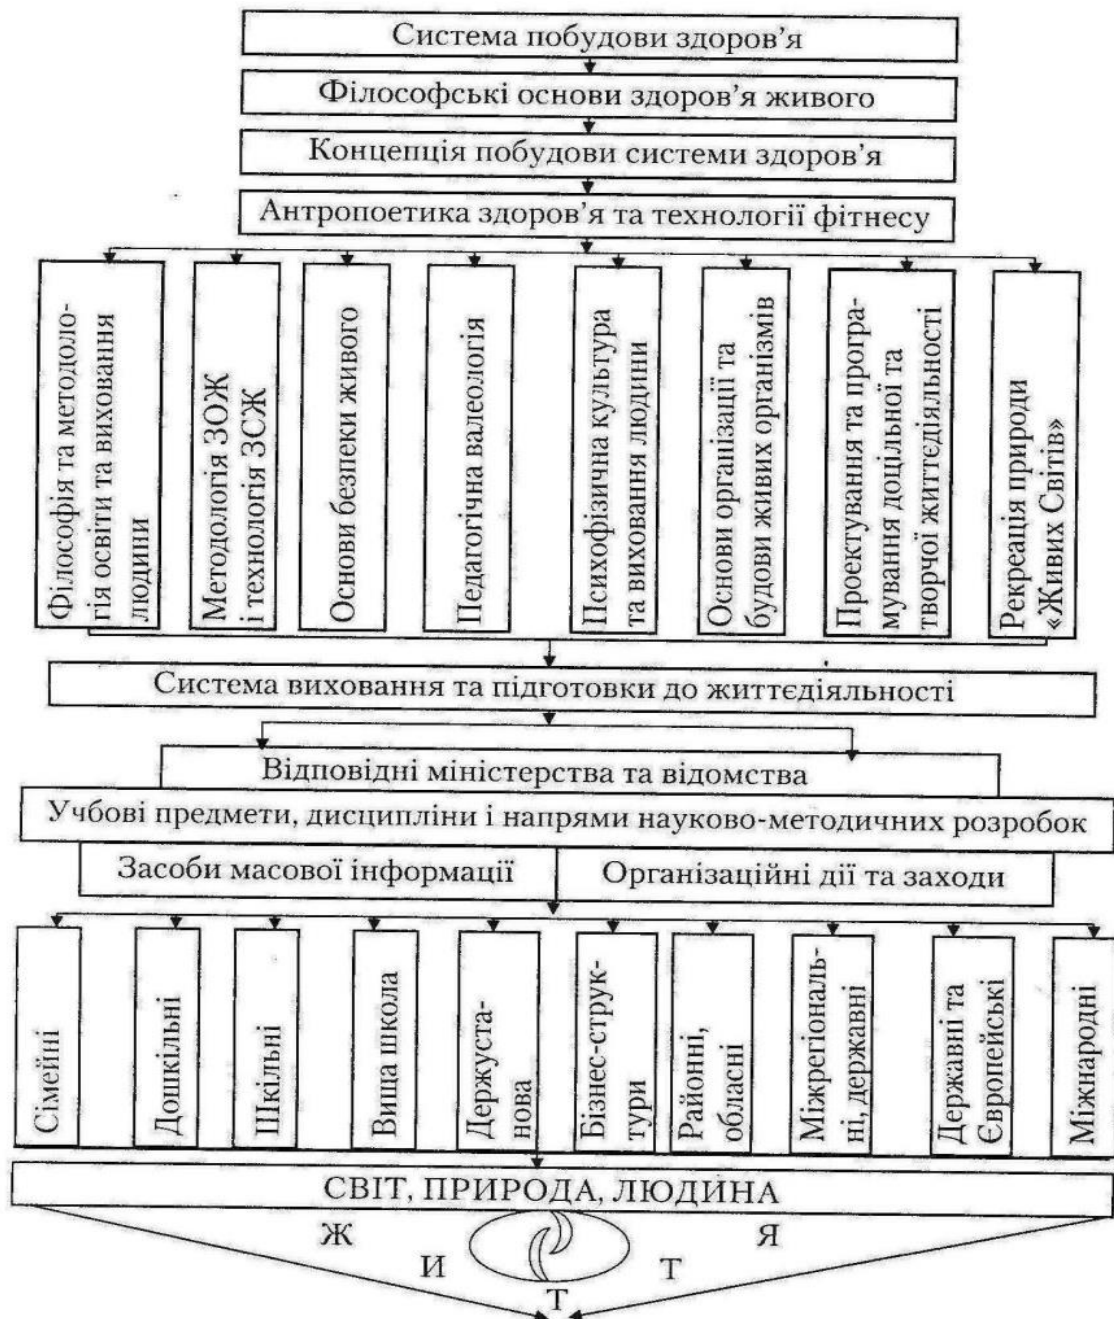 Система побудови здоров’я
Філософські основи здоров’я живого
Концепція побудови системи здоров’я
Антропоетика здоров’я та технології фітнесу
Філософія та методоло-
гія освіти та виховання
людини
Методологія ЗОЖ
і технологія ЗСЖ
Основи безпеки живого
Педагогічна валеологія
Психофізична культура
та виховання людини
Основи організації та
будови живих організмів
Проектування та програ-
мування доцільної та
творчої життєдіяльності
Рекреація природи
«Живих Світів»
Система виховання та підготовки до життєдіяльності
Відповідні міністерства та відомства
Учбові предмети, дисципліни і напрями науково-методичних розробок
Засоби масової інформації
Організаційні дії та заходи
Сімейні
Дошкільні
Шкільні
Вища школа
Держуста-
нова
Бізнес-струк-
тури
Районні,
обласні
Міжрегіональ-
ні, державні
Державні та
Європейські
Міжнародні
СВІТ, ПРИРОДА, ЛЮДИНА
Ж И Т Т Я